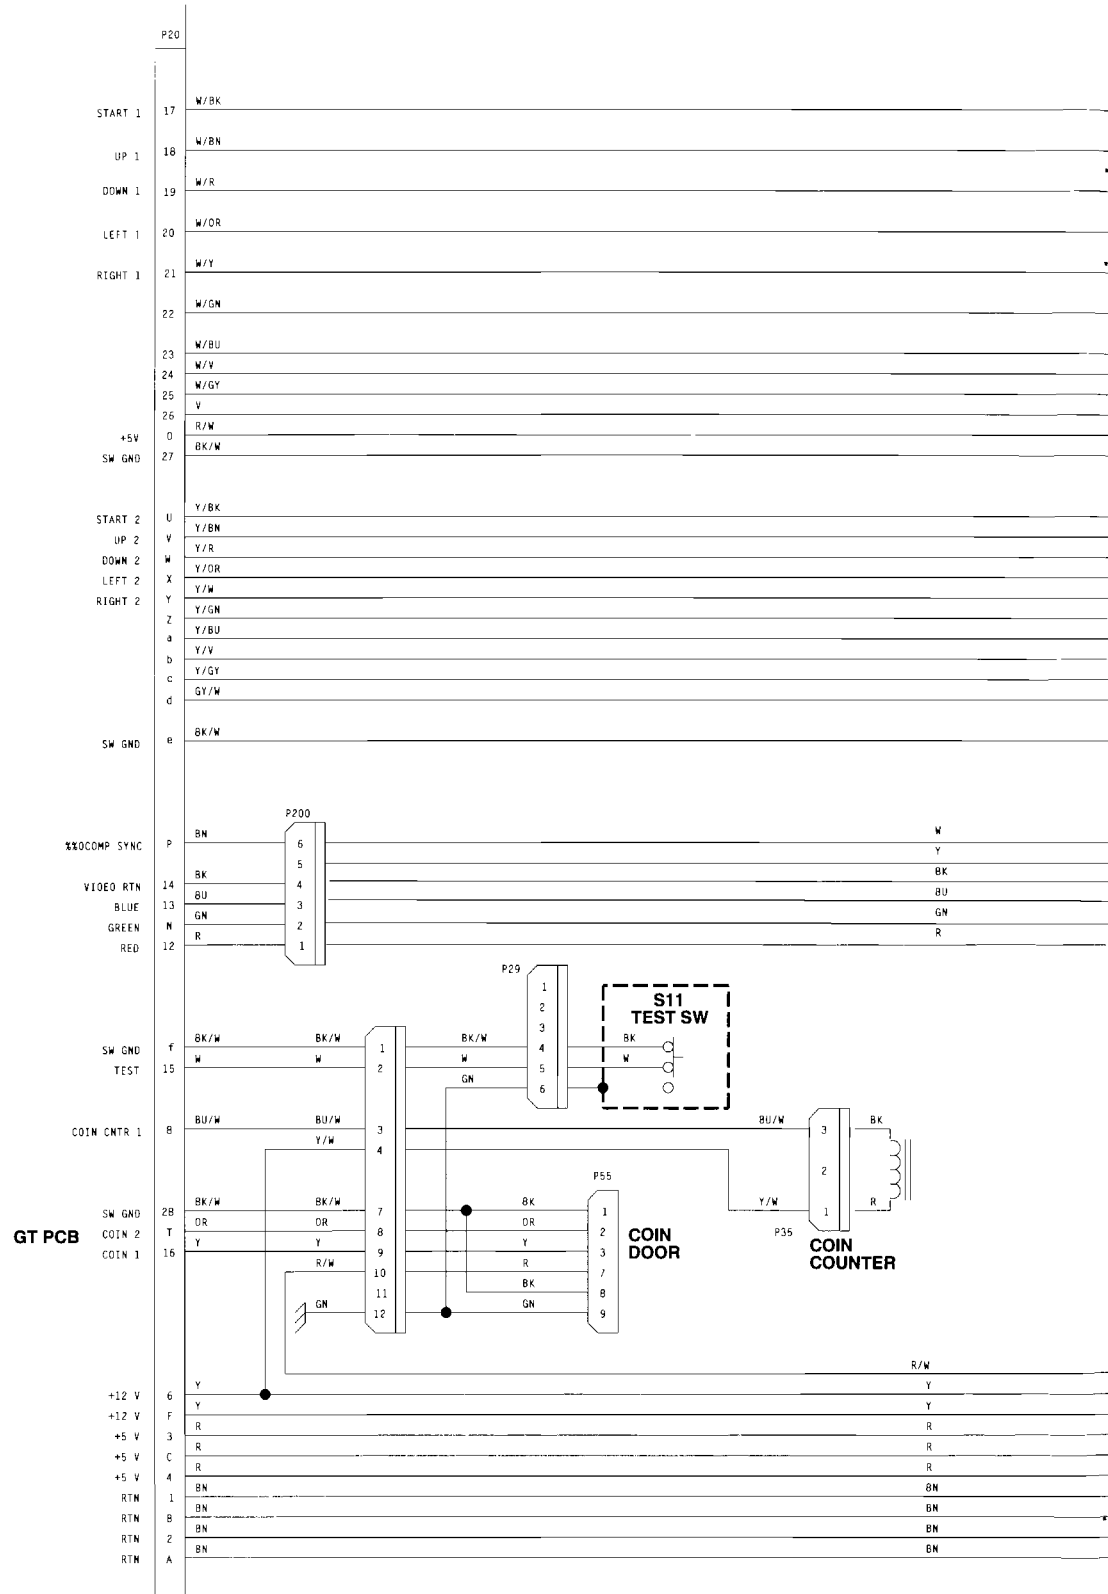 P20
START 1 17 W/BK
UP 1 18 W/BN
DOWN 1 19 W/R
LEFT 1 20 W/OR
RIGHT 1 21 W/Y
22 W/GN
23 W/BU
24 W/V
25 W/GY
26 V
+5V D R/W
SW GND 27 BK/W
START 2 U Y/BK
UP 2 V Y/BN
DOWN 2 W Y/R
LEFT 2 X Y/OR
RIGHT 2 Y Y/W
Z Y/GN
a Y/BU
b Y/V
c Y/GY
d GY/W
SW GND e BK/W
P200
%%OCOMP SYNC P BN 6 W
5 Y
VIDEO RTN 14 BK 4 BK
BLUE 13 BU 3 BU
GREEN N GN 2 GN
RED 12 R 1 R
P29
1
2
3
S11
TEST SW
SW GND f BK/W BK/W 1 BK/W 4 BK
TEST 15 W W 2 W 5 W
GN 6
COIN CNTR 1 8 BU/W BU/W 3 BU/W 3 BK
Y/W 4
2
P55
SW GND 28 BK/W BK/W 7 BK 1 Y/W 1 R
COIN 2 T OR OR 8 OR 2
COIN 1 16 Y Y 9 Y 3
R/W 10 R 7
11 BK 8
GN 12 GN 9
GT PCB
COIN
DOOR
P35
COIN
COUNTER
R/W
+12 V 6 Y Y
+12 V F Y Y
+5 V 3 R R
+5 V C R R
+5 V 4 R R
RTN 1 BN BN
RTN B BN BN
RTN 2 BN BN
RTN A BN BN